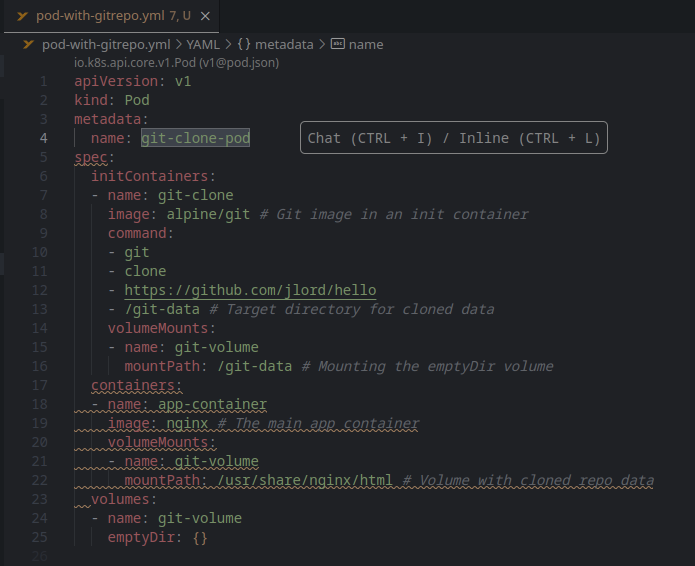 pod-with-gitrepo.yml 7, U
pod-with-gitrepo.yml > YAML > {} metadata > abc name
io.k8s.api.core.v1.Pod (v1@pod.json)
1 apiVersion: v1
2 kind: Pod
3 metadata:
4   name: git-clone-pod Chat (CTRL + I) / Inline (CTRL + L)
5 spec:
6   initContainers:
7   - name: git-clone
8     image: alpine/git # Git image in an init container
9     command:
10     - git
11     - clone
12     - https://github.com/jlord/hello
13     - /git-data # Target directory for cloned data
14     volumeMounts:
15     - name: git-volume
16       mountPath: /git-data # Mounting the emptyDir volume
17   containers:
18   - name: app-container
19     image: nginx # The main app container
20     volumeMounts:
21     - name: git-volume
22       mountPath: /usr/share/nginx/html # Volume with cloned repo data
23   volumes:
24   - name: git-volume
25     emptyDir: {}
26